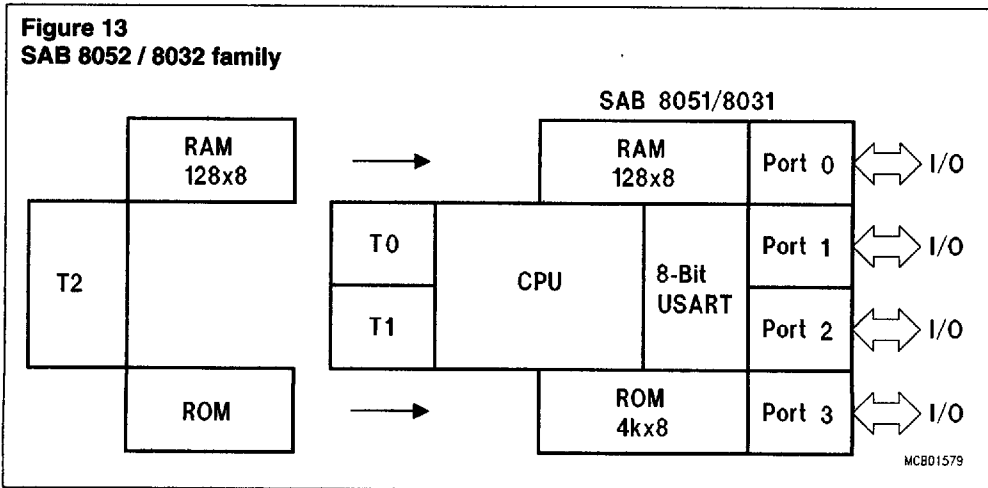 Figure 13
SAB 8052 / 8032 family
SAB 8051/8031
RAM
128x8
T2
ROM
RAM
128x8
T0
T1
CPU
8-Bit
USART
ROM
4kx8
Port 0
I/O
Port 1
I/O
Port 2
I/O
Port 3
I/O
MCB01579